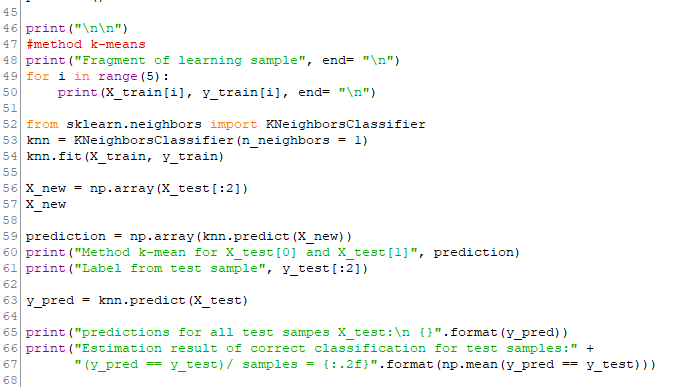 45
46 print("\n\n")
47 #method k-means
48 print("Fragment of learning sample", end= "\n")
49 for i in range(5):
50     print(X_train[i], y_train[i], end= "\n")
51
52 from sklearn.neighbors import KNeighborsClassifier
53 knn = KNeighborsClassifier(n_neighbors = 1)
54 knn.fit(X_train, y_train)
55
56 X_new = np.array(X_test[:2])
57 X_new
58
59 prediction = np.array(knn.predict(X_new))
60 print("Method k-mean for X_test[0] and X_test[1]", prediction)
61 print("Label from test sample", y_test[:2])
62
63 y_pred = knn.predict(X_test)
64
65 print("predictions for all test sampes X_test:\n {}".format(y_pred))
66 print("Estimation result of correct classification for test samples:" +
67       "(y_pred == y_test)/ samples = {:.2f}".format(np.mean(y_pred == y_test)))
68